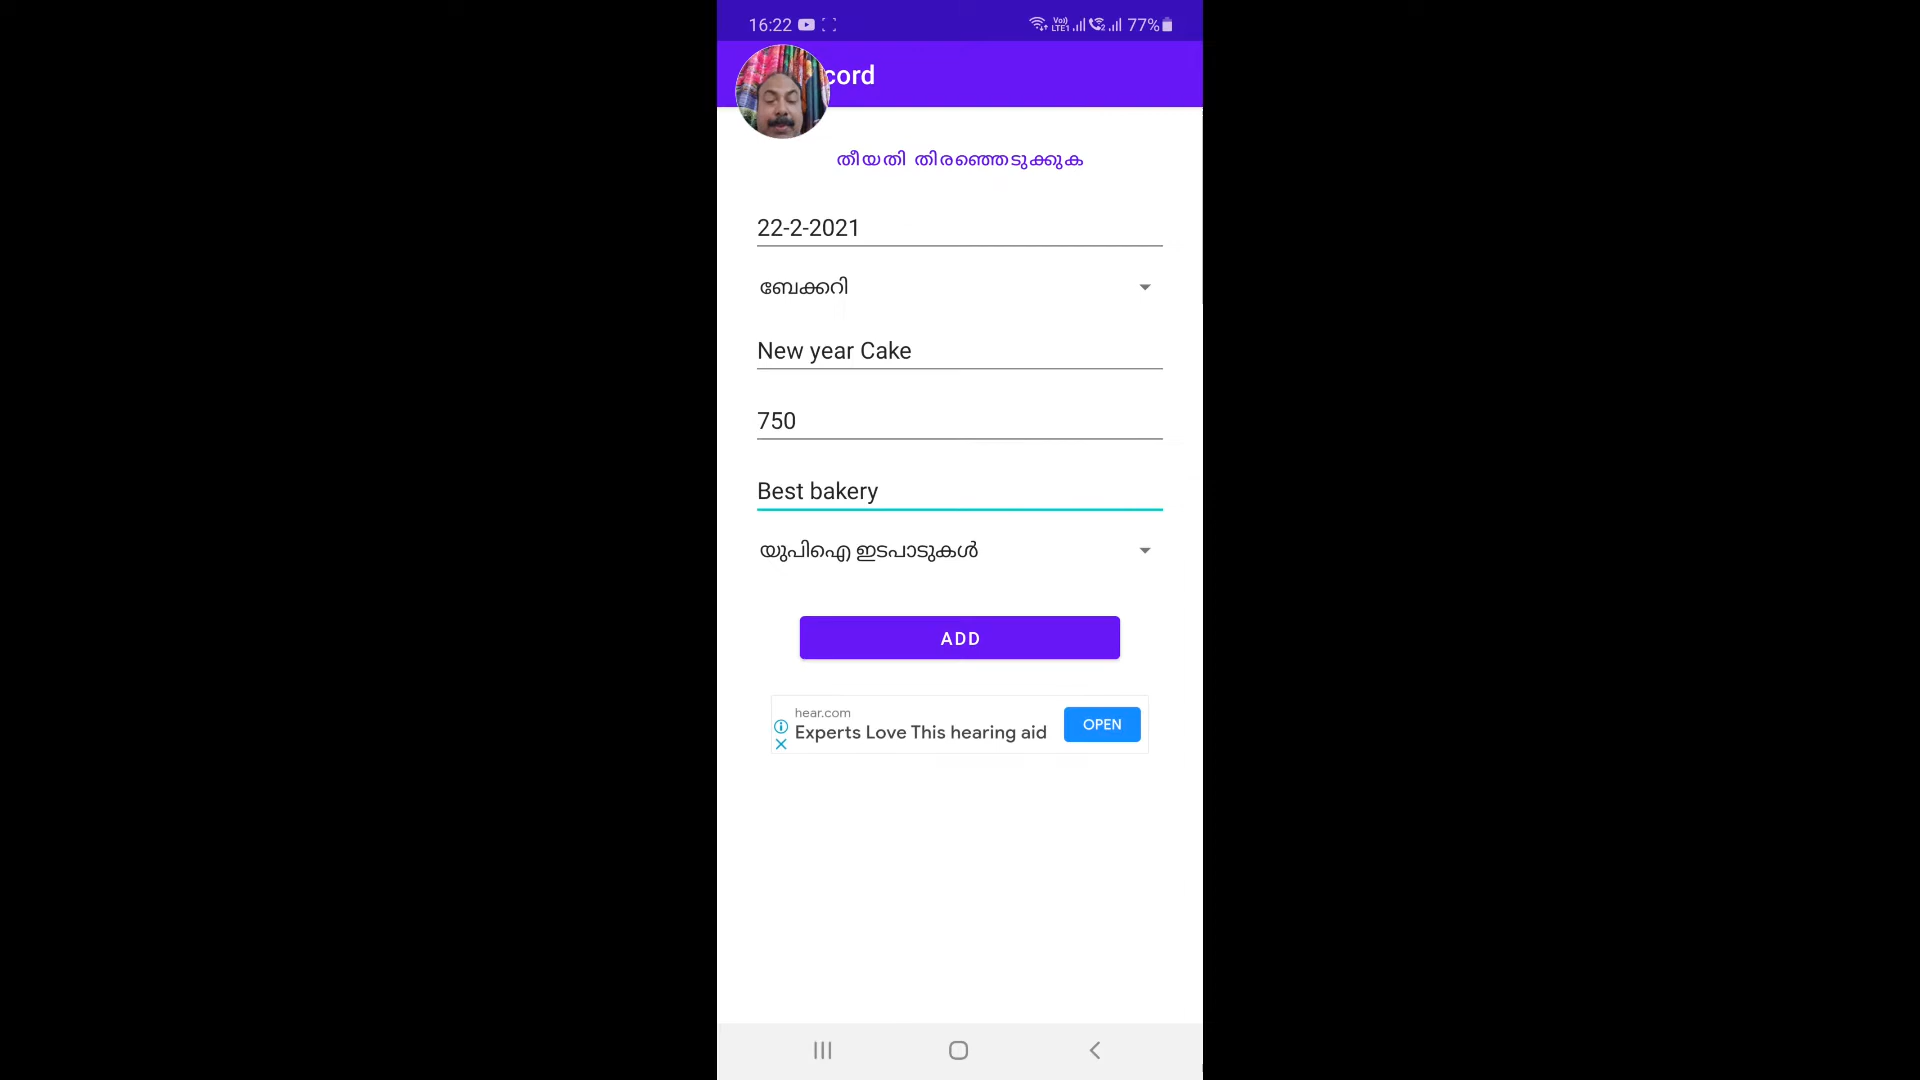 16:22 77%
cord
തീയതി തിരഞ്ഞെടുക്കുക
22-2-2021
ബേക്കറി
New year Cake
750
Best bakery
യുപിഐ ഇടപാടുകൾ
ADD
hear.com
Experts Love This hearing aid
OPEN